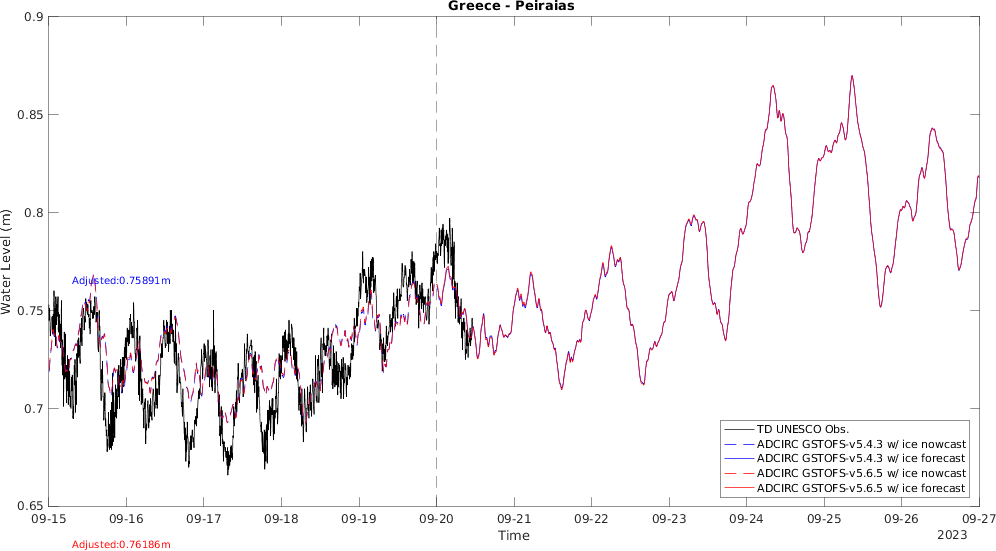 Greece - Peiraias
0.9
0.85
0.8
0.75
0.7
0.65
Water Level (m)
Adjusted:0.75891m
TD UNESCO Obs.
ADCIRC GSTOFS-v5.4.3 w/ ice nowcast
ADCIRC GSTOFS-v5.4.3 w/ ice forecast
ADCIRC GSTOFS-v5.6.5 w/ ice nowcast
ADCIRC GSTOFS-v5.6.5 w/ ice forecast
09-15 09-16 09-17 09-18 09-19 09-20 09-21 09-22 09-23 09-24 09-25 09-26 09-27
Time
2023
Adjusted:0.76186m